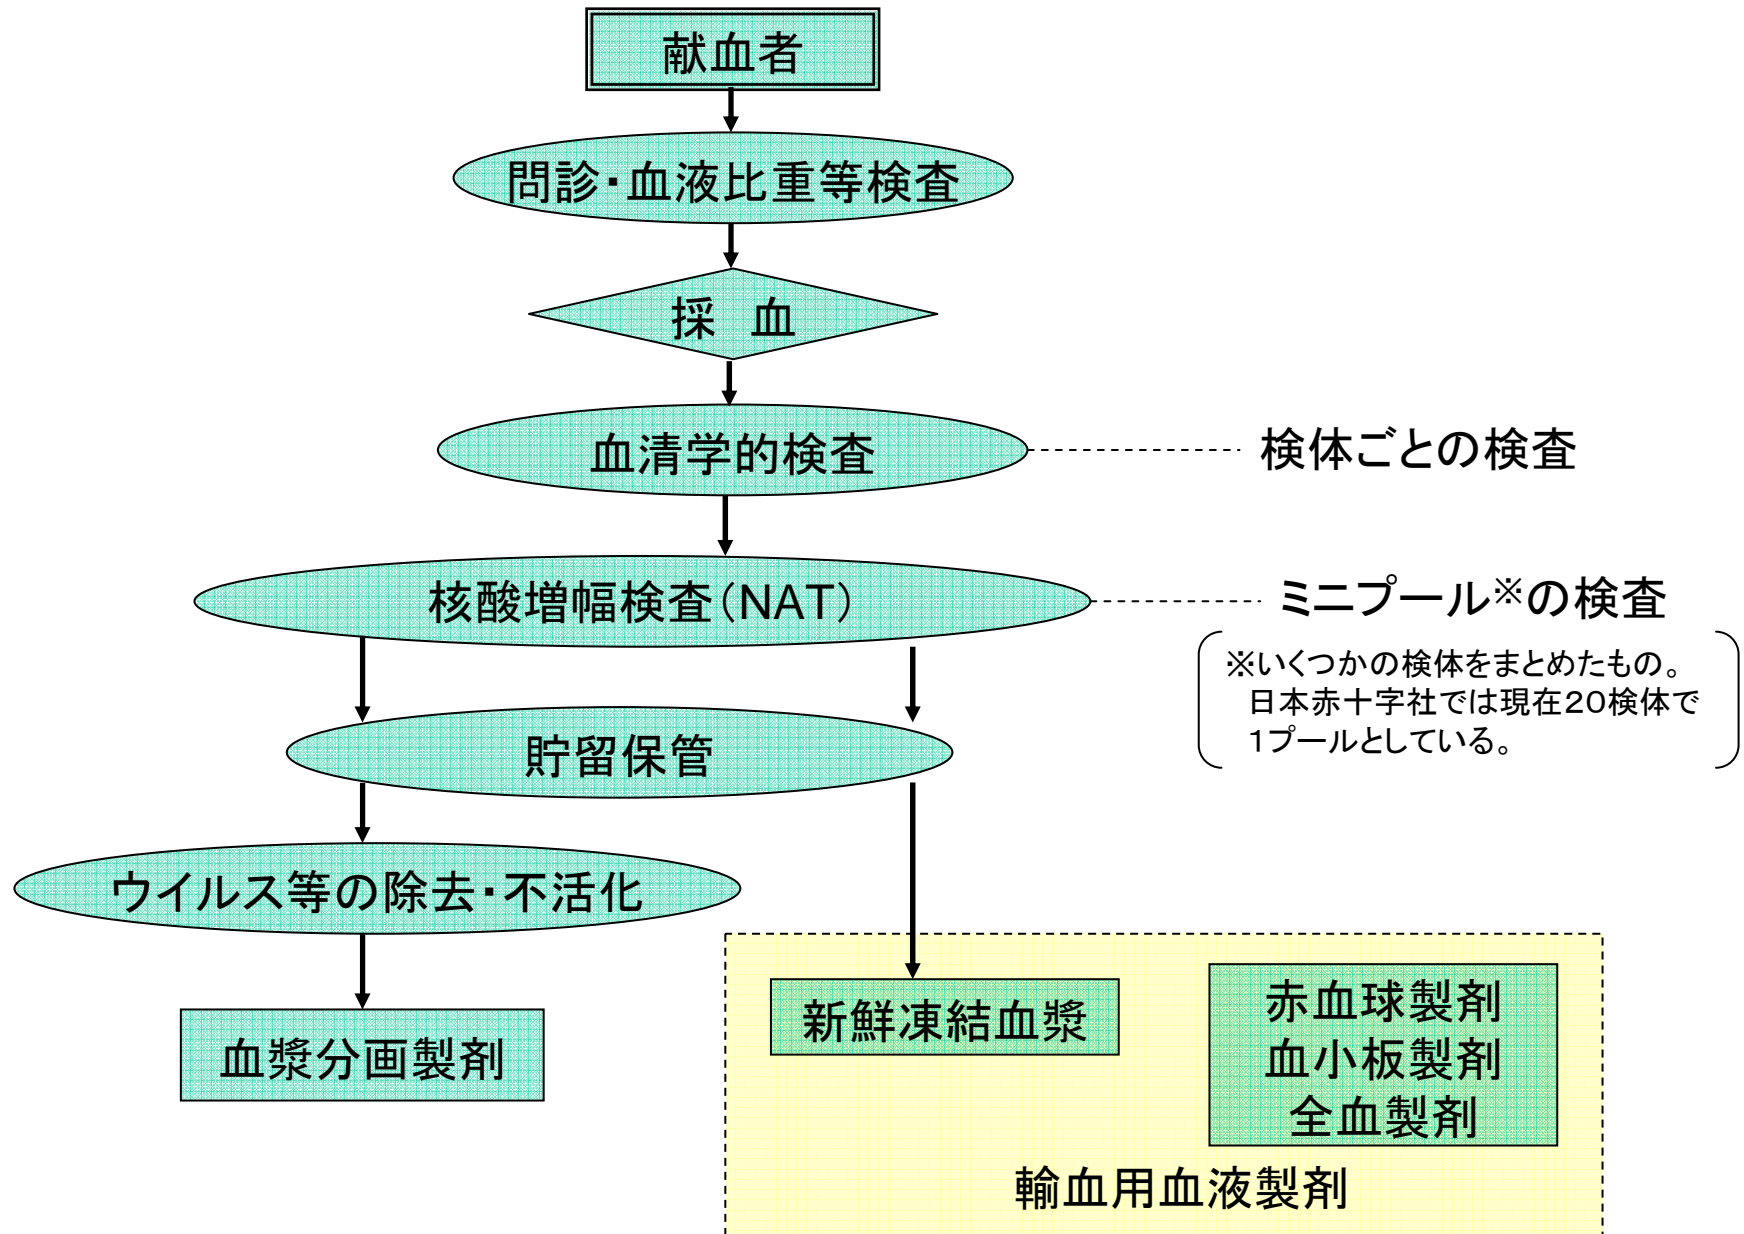 献血者
問診・血液比重等検査
採 血
血清学的検査
検体ごとの検査
核酸増幅検査(NAT)
ミニプール※の検査
※いくつかの検体をまとめたもの。
日本赤十字社では現在20検体で
1プールとしている。
貯留保管
ウイルス等の除去・不活化
血漿分画製剤
新鮮凍結血漿
赤血球製剤
血小板製剤
全血製剤
輸血用血液製剤